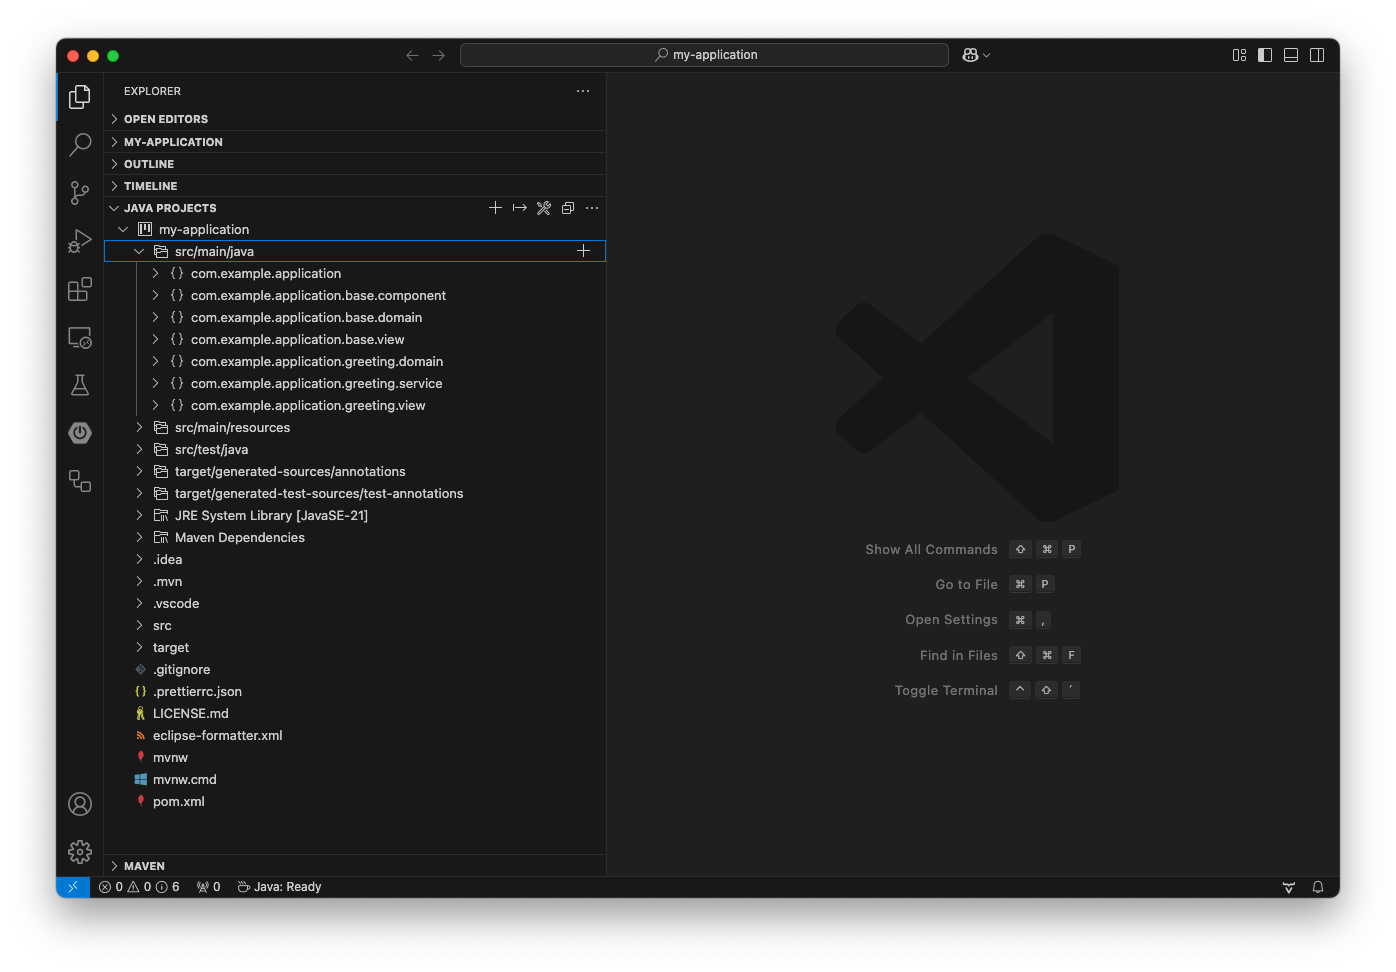 my-application
EXPLORER
OPEN EDITORS
MY-APPLICATION
OUTLINE
TIMELINE
JAVA PROJECTS
my-application
src/main/java
{} com.example.application
{} com.example.application.base.component
{} com.example.application.base.domain
{} com.example.application.base.view
{} com.example.application.greeting.domain
{} com.example.application.greeting.service
{} com.example.application.greeting.view
src/main/resources
src/test/java
target/generated-sources/annotations
target/generated-test-sources/test-annotations
JRE System Library [JavaSE-21]
Maven Dependencies
.idea
.mvn
.vscode
src
target
.gitignore
{} .prettierrc.json
LICENSE.md
eclipse-formatter.xml
mvnw
mvnw.cmd
pom.xml
MAVEN
Show All Commands ⇧ ⌘ P
Go to File ⌘ P
Open Settings ⌘ ,
Find in Files ⇧ ⌘ F
Toggle Terminal ^ ⇧ ´
0 0 6 0 Java: Ready